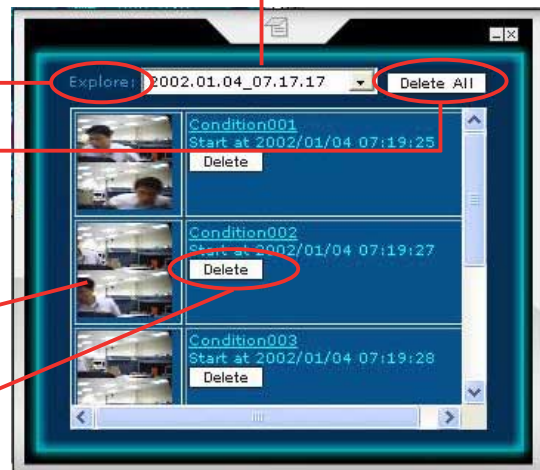 Explore: 2002.01.04_07.17.17 Delete All
Condition001
Start at 2002/01/04 07:19:25
Delete
Condition002
Start at 2002/01/04 07:19:27
Delete
Condition003
Start at 2002/01/04 07:19:28
Delete